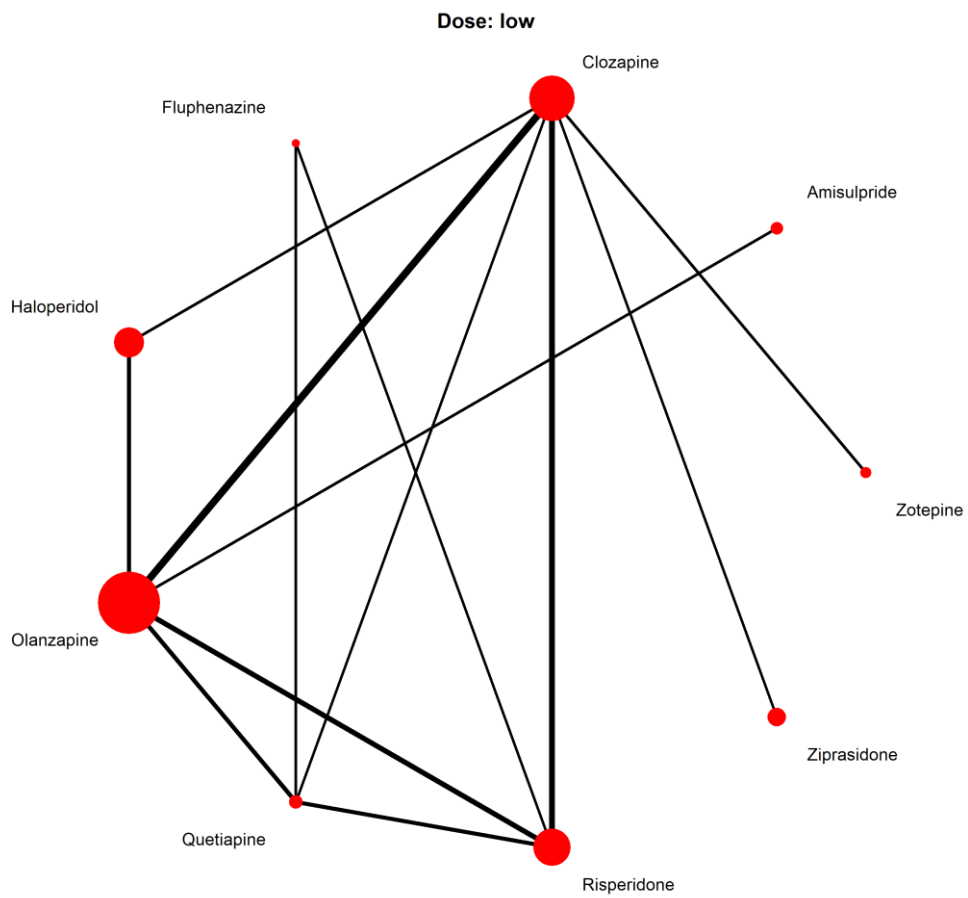 Dose: low
Clozapine
Fluphenazine
Amisulpride
Haloperidol
Zotepine
Olanzapine
Ziprasidone
Quetiapine
Risperidone